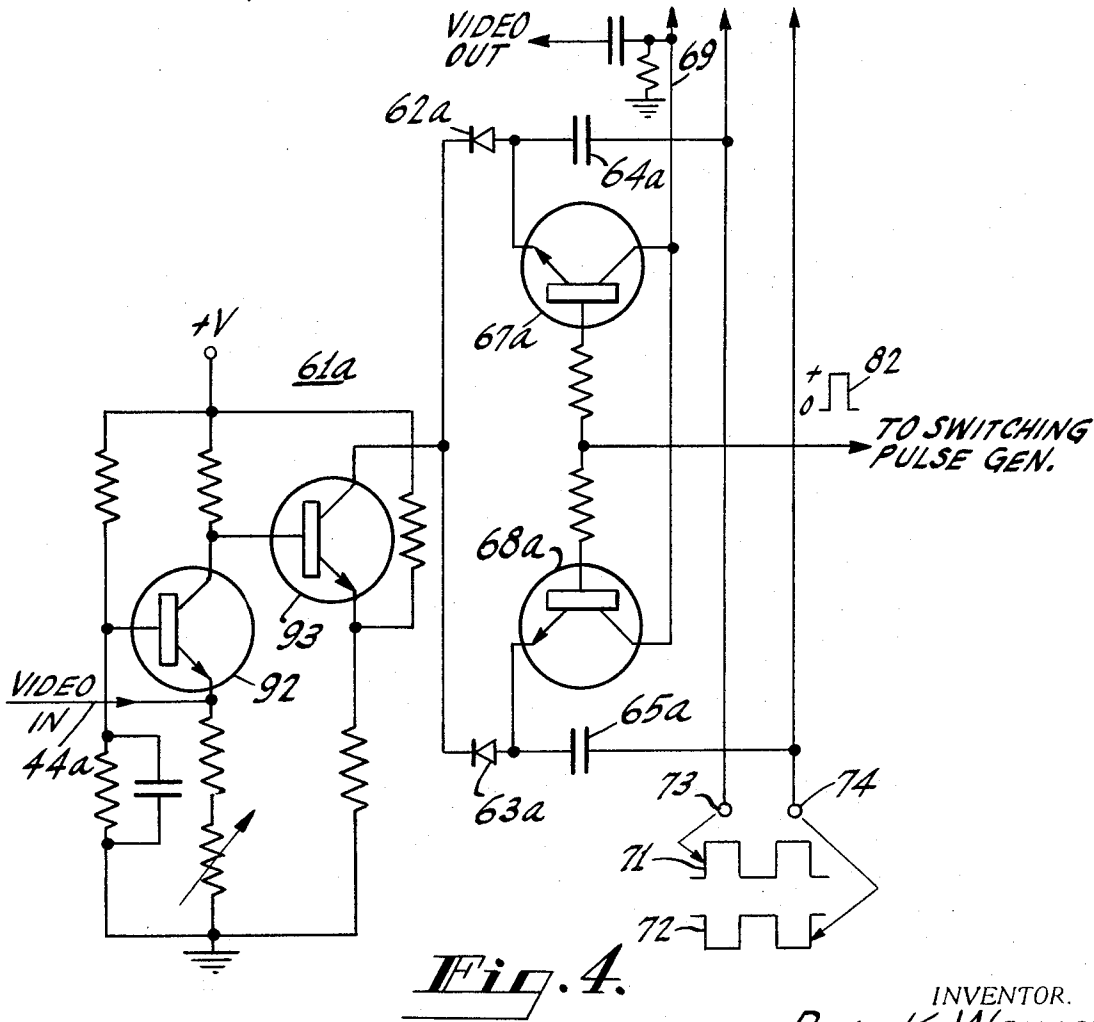 VIDEO
OUT
69
62a
64a
67a
+V
61a
+
0
82
TO SWITCHING
PULSE GEN.
68a
93
92
VIDEO
IN
44a
65a
63a
73
74
71
72
Fig. 4.
INVENTOR.